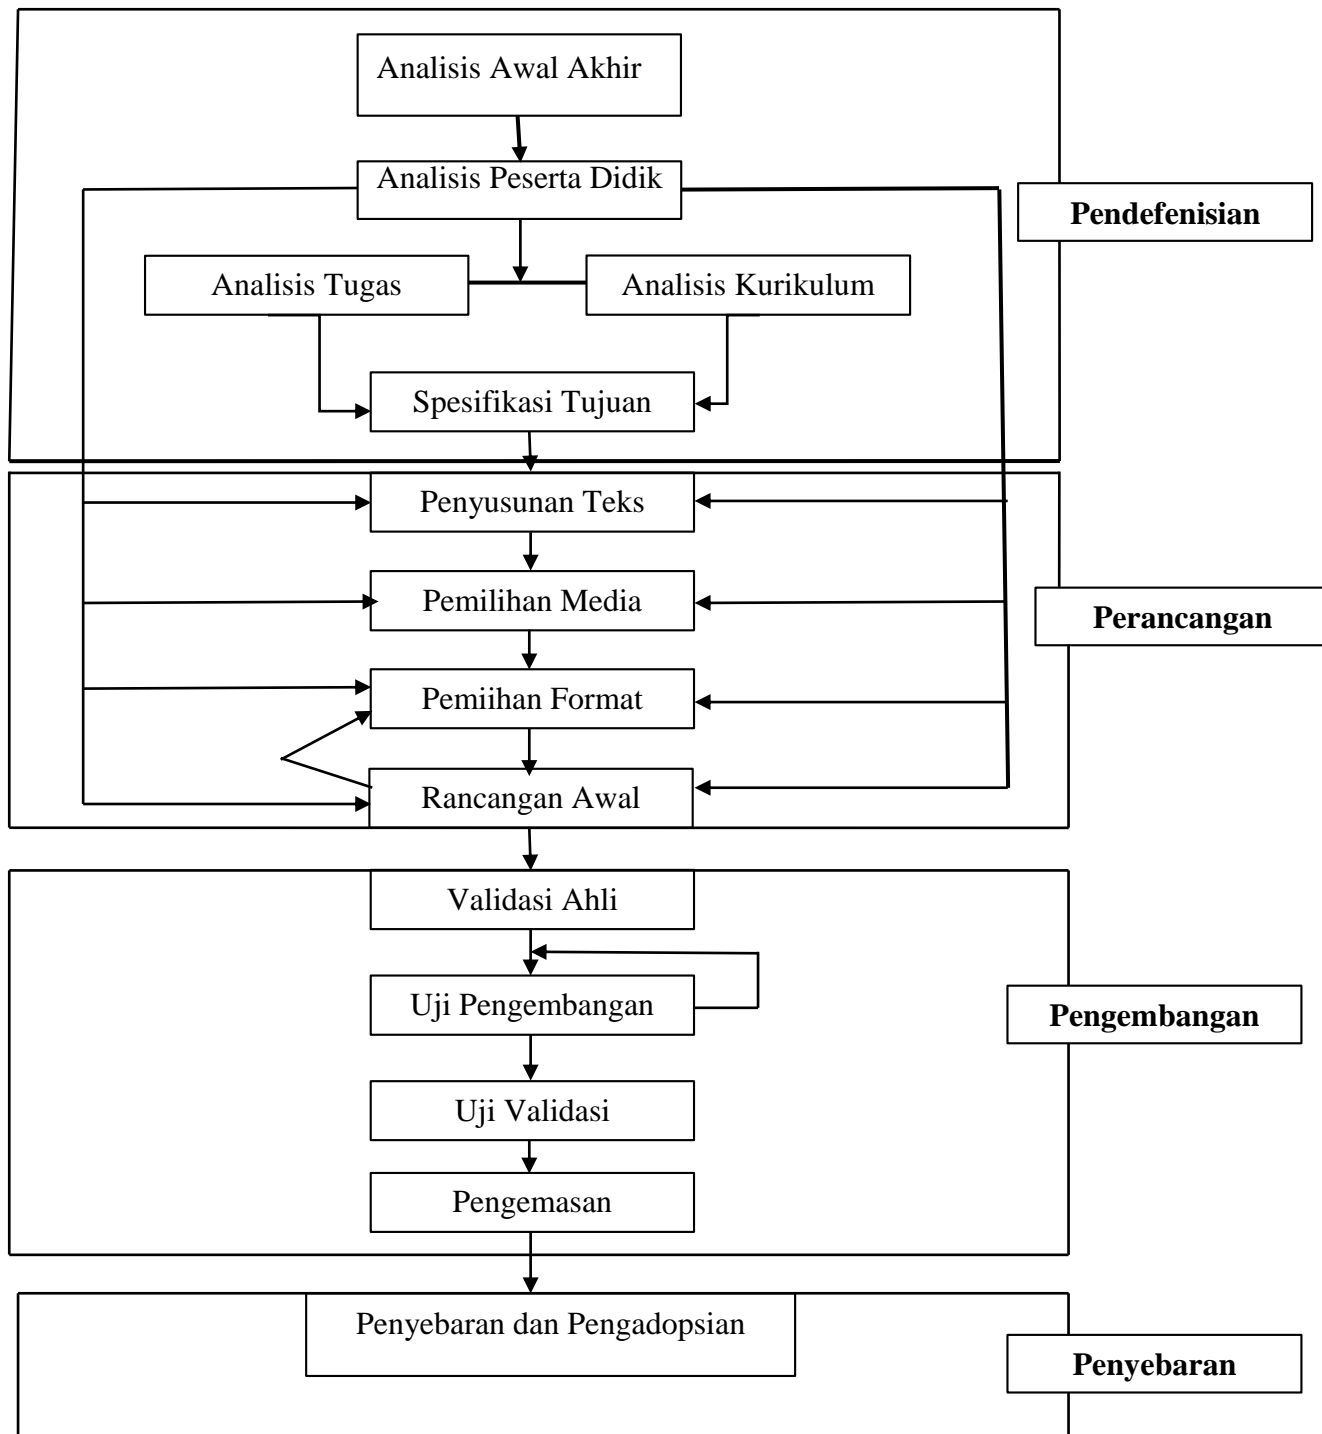 Analisis Awal Akhir
Analisis Peserta Didik
Pendefenisian
Analisis Tugas
Analisis Kurikulum
Spesifikasi Tujuan
Penyusunan Teks
Pemilihan Media
Perancangan
Pemiihan Format
Rancangan Awal
Validasi Ahli
Uji Pengembangan
Pengembangan
Uji Validasi
Pengemasan
Penyebaran dan Pengadopsian
Penyebaran